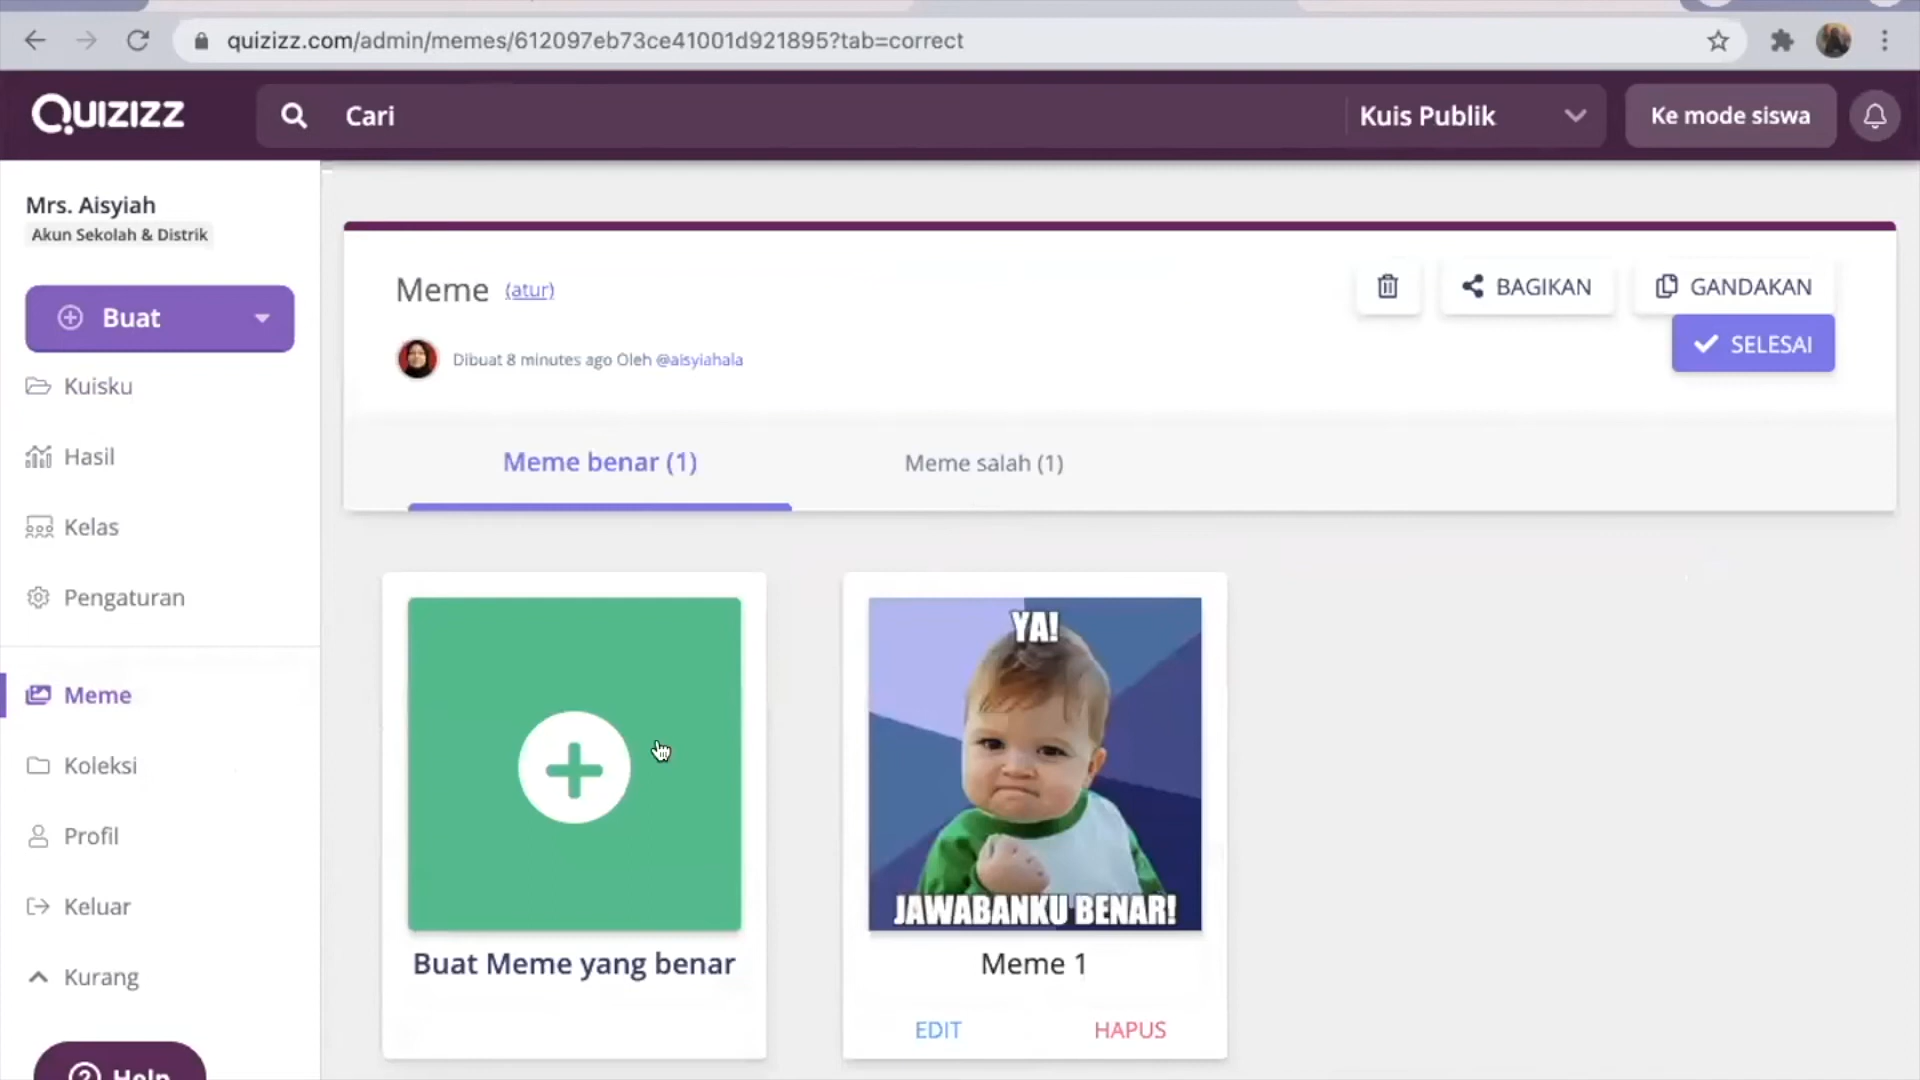 quizizz.com/admin/memes/612097eb73ce41001d921895?tab=correct
Quizizz
Cari
Kuis Publik
Ke mode siswa
Mrs. Aisyiah
Akun Sekolah & Distrik
Buat
Kuisku
Hasil
Kelas
Pengaturan
Meme
Koleksi
Profil
Keluar
Kurang
Help
Meme (atur)
BAGIKAN
GANDAKAN
SELESAI
Dibuat 8 minutes ago Oleh @aisyiahala
Meme benar (1)
Meme salah (1)
Buat Meme yang benar
YA!
JAWABANKU BENAR!
Meme 1
EDIT
HAPUS